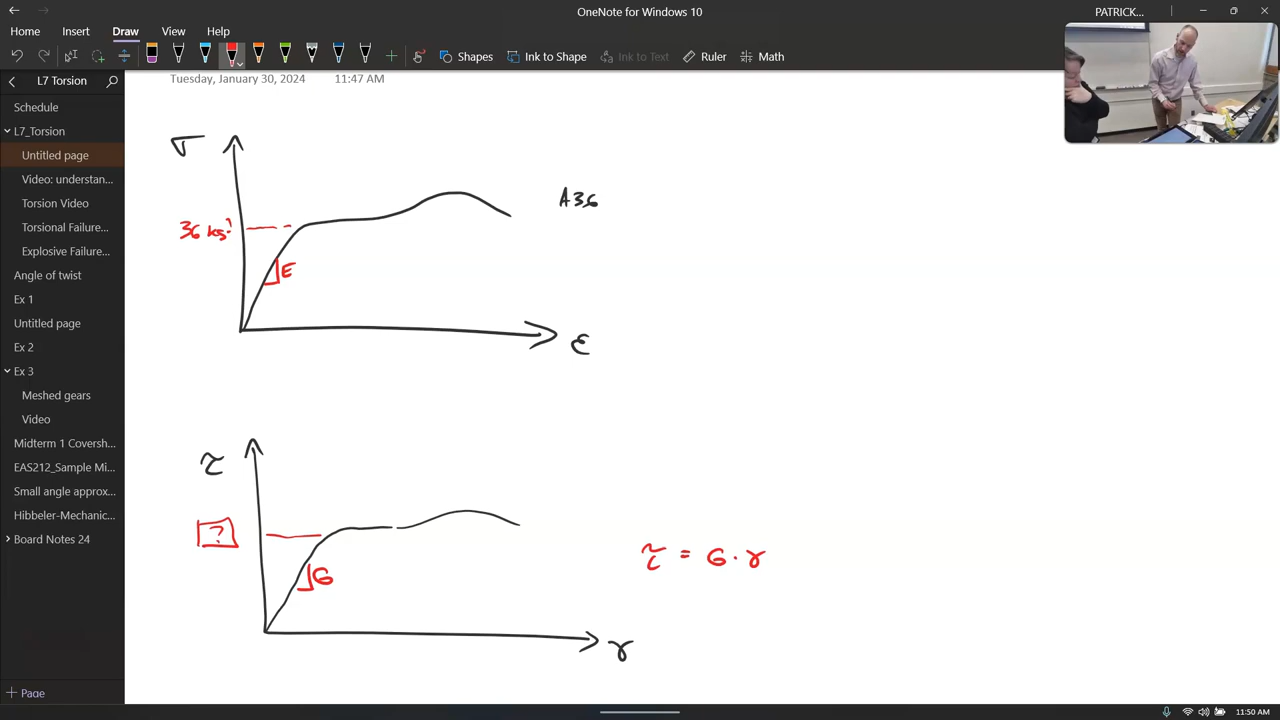 OneNote for Windows 10
PATRICK...
Home
Insert
Draw
View
Help
Shapes
Ink to Shape
Ink to Text
Ruler
Math
L7 Torsion
Schedule
L7_Torsion
Untitled page
Video: understan...
Torsion Video
Torsional Failure...
Explosive Failure...
Angle of twist
Ex 1
Untitled page
Ex 2
Ex 3
Meshed gears
Video
Midterm 1 Coversh...
EAS212_Sample Mi...
Small angle approx...
Hibbeler-Mechanic...
Board Notes 24
Page
Tuesday, January 30, 2024
11:47 AM
σ
A36
36 ksi
E
ε
τ
?
G
τ = G · γ
γ
11:50 AM